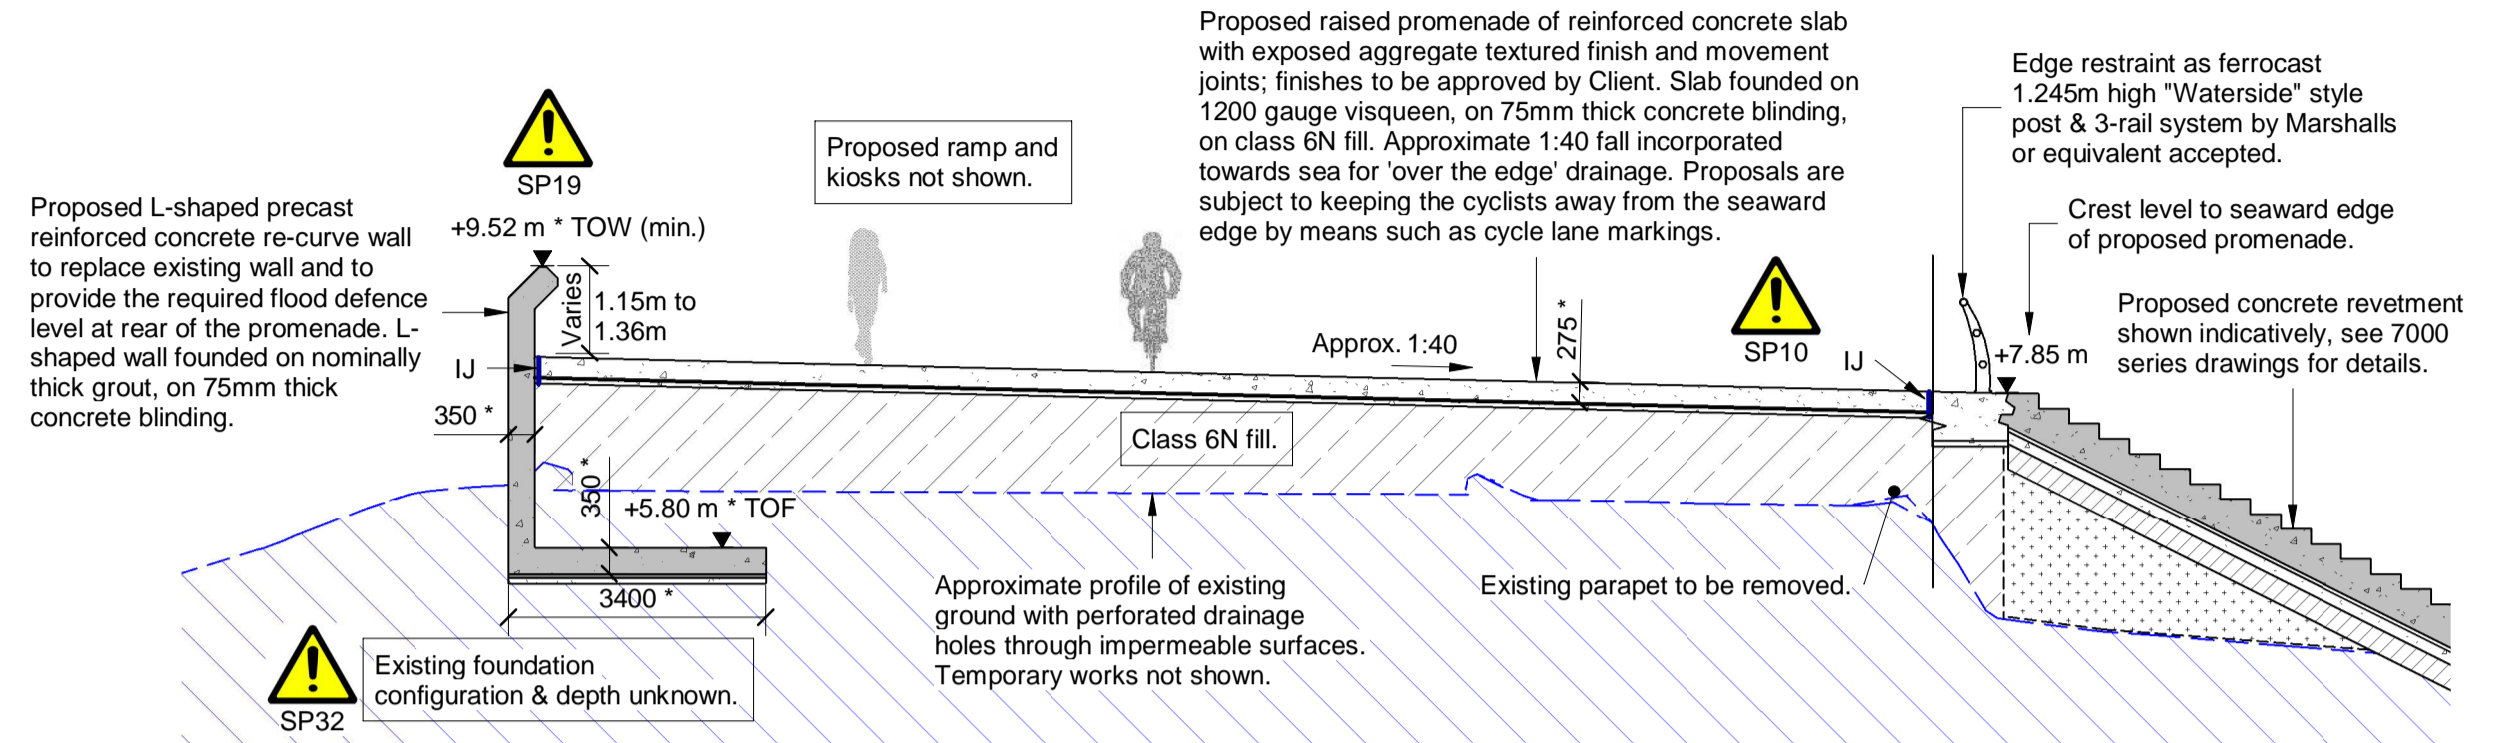 Proposed raised promenade of reinforced concrete slab
with exposed aggregate textured finish and movement
joints; finishes to be approved by Client. Slab founded on
1200 gauge visqueen, on 75mm thick concrete blinding,
on class 6N fill. Approximate 1:40 fall incorporated
towards sea for 'over the edge' drainage. Proposals are
subject to keeping the cyclists away from the seaward
edge by means such as cycle lane markings.
Edge restraint as ferrocast
1.245m high "Waterside" style
post & 3-rail system by Marshalls
or equivalent accepted.
SP19
Proposed ramp and
kiosks not shown.
Proposed L-shaped precast
reinforced concrete re-curve wall
to replace existing wall and to
provide the required flood defence
level at rear of the promenade. L-
shaped wall founded on nominally
thick grout, on 75mm thick
concrete blinding.
+9.52 m * TOW (min.)
Varies
1.15m to
1.36m
Crest level to seaward edge
of proposed promenade.
Proposed concrete revetment
shown indicatively, see 7000
series drawings for details.
Approx. 1:40
275 *
SP10
IJ
+7.85 m
IJ
350 *
Class 6N fill.
350 *
+5.80 m * TOF
3400 *
Approximate profile of existing
ground with perforated drainage
holes through impermeable surfaces.
Temporary works not shown.
Existing parapet to be removed.
SP32
Existing foundation
configuration & depth unknown.